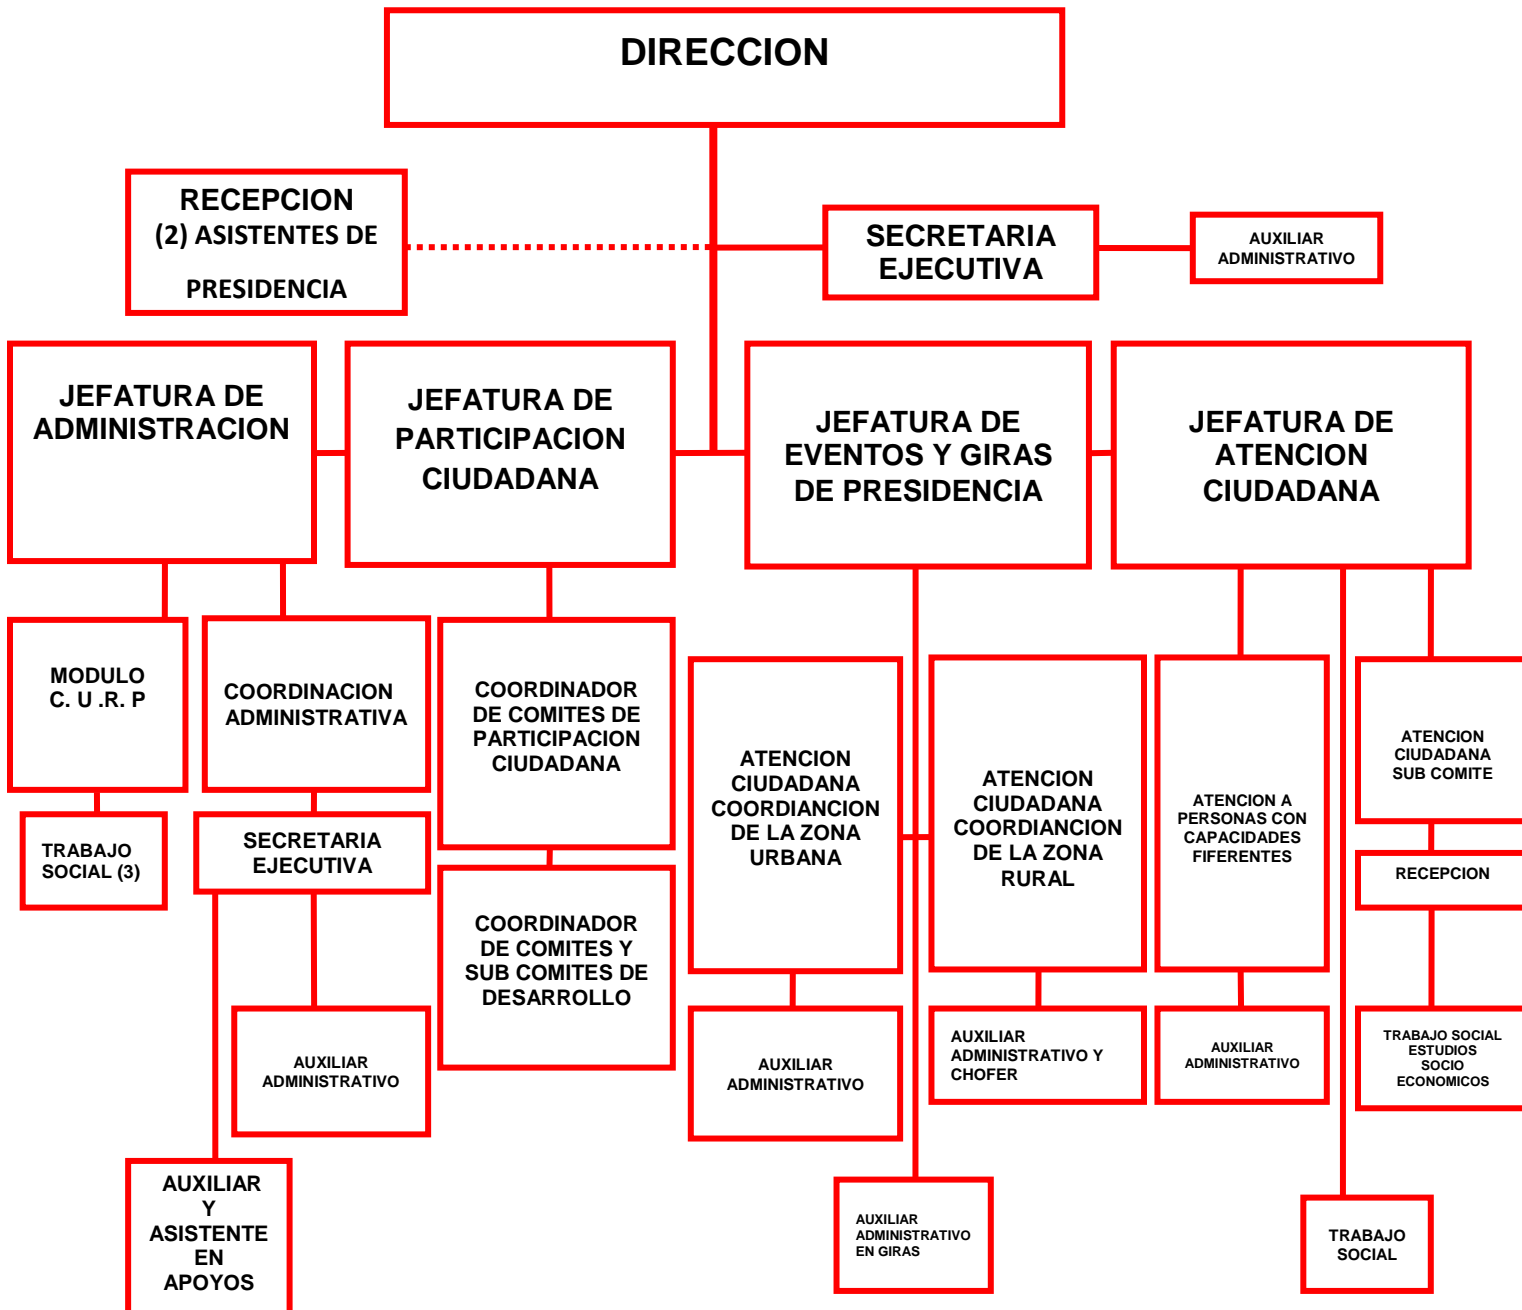 DIRECCION
RECEPCION
(2) ASISTENTES DE
PRESIDENCIA
SECRETARIA
EJECUTIVA
AUXILIAR
ADMINISTRATIVO
JEFATURA DE
ADMINISTRACION
JEFATURA DE
PARTICIPACION
CIUDADANA
JEFATURA DE
EVENTOS Y GIRAS
DE PRESIDENCIA
JEFATURA DE
ATENCION
CIUDADANA
MODULO
C. U .R. P
COORDINACION
ADMINISTRATIVA
COORDINADOR
DE COMITES DE
PARTICIPACION
CIUDADANA
ATENCION
CIUDADANA
COORDIANCION
DE LA ZONA
URBANA
ATENCION
CIUDADANA
COORDIANCION
DE LA ZONA
RURAL
ATENCION A
PERSONAS CON
CAPACIDADES
FIFERENTES
ATENCION
CIUDADANA
SUB COMITE
TRABAJO
SOCIAL (3)
SECRETARIA
EJECUTIVA
RECEPCION
COORDINADOR
DE COMITES Y
SUB COMITES DE
DESARROLLO
AUXILIAR
ADMINISTRATIVO
AUXILIAR
ADMINISTRATIVO
AUXILIAR
ADMINISTRATIVO Y
CHOFER
AUXILIAR
ADMINISTRATIVO
TRABAJO SOCIAL
ESTUDIOS
SOCIO
ECONOMICOS
AUXILIAR
Y
ASISTENTE
EN
APOYOS
AUXILIAR
ADMINISTRATIVO
EN GIRAS
TRABAJO
SOCIAL